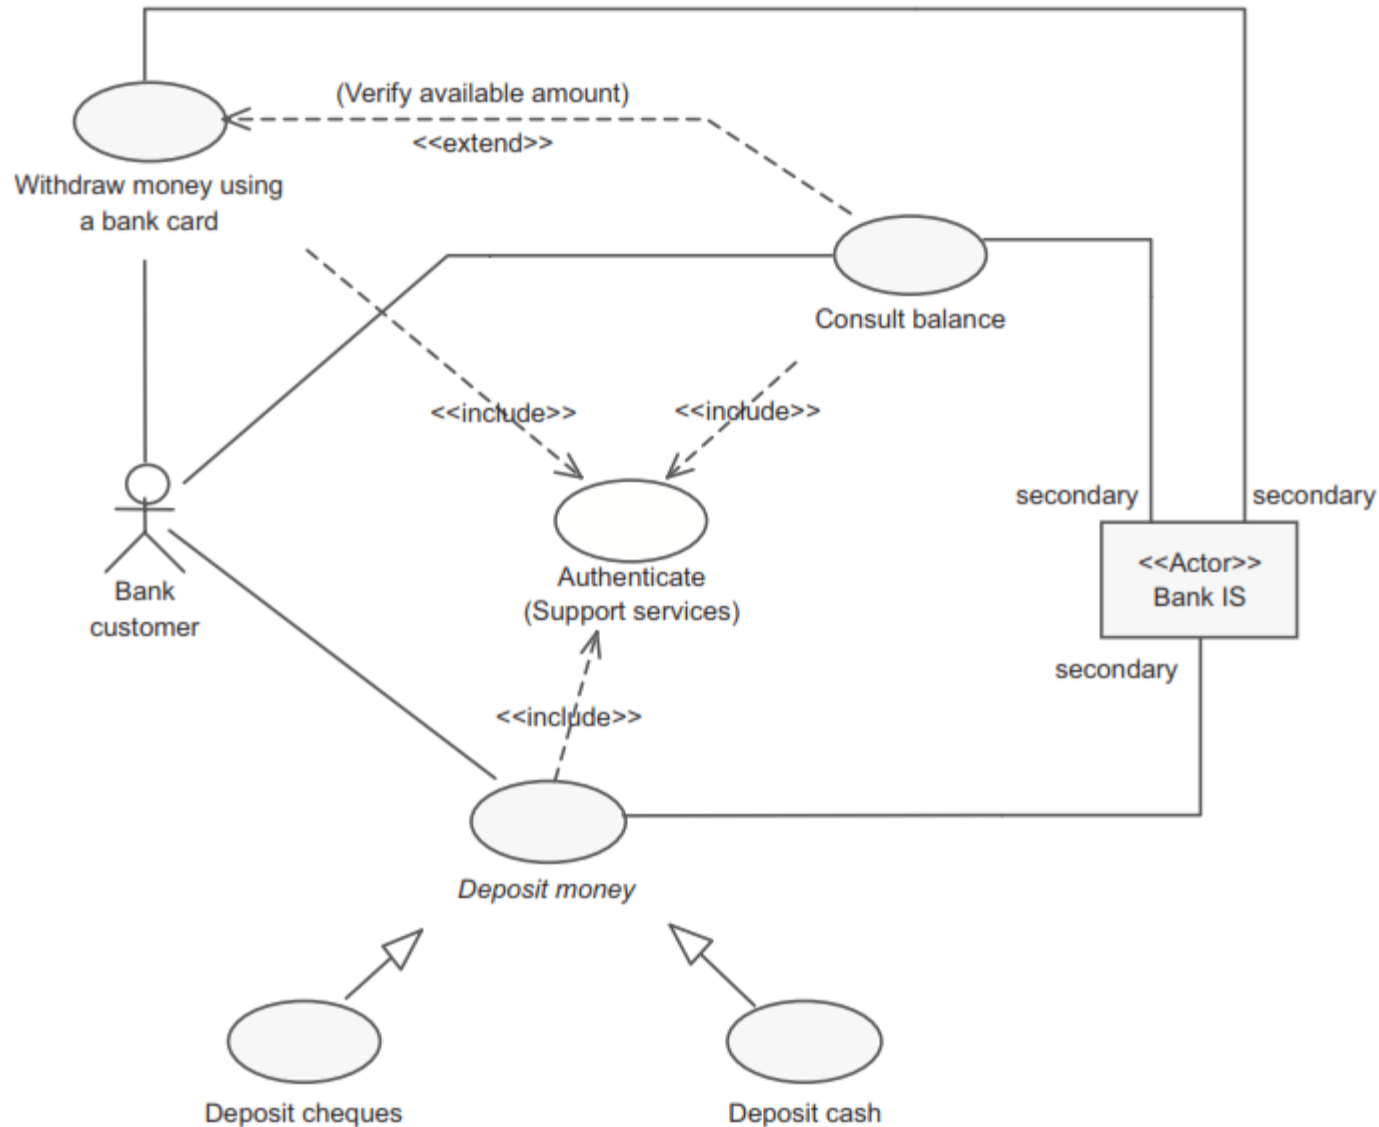 (Verify available amount)
<<extend>>
Withdraw money using
a bank card
Consult balance
<<include>>
<<include>>
secondary
secondary
<<Actor>>
Bank IS
Authenticate
(Support services)
Bank
customer
secondary
<<include>>
Deposit money
Deposit cheques
Deposit cash